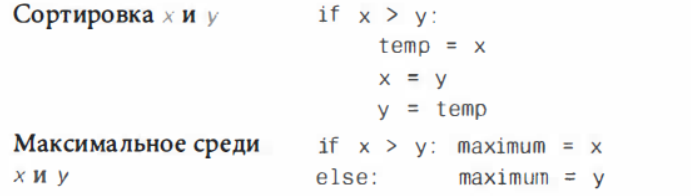 Сортировка x и y if x > y:
temp = x
x = y
y = temp
Максимальное среди if x > y: maximum = x
x и y else: maximum = y